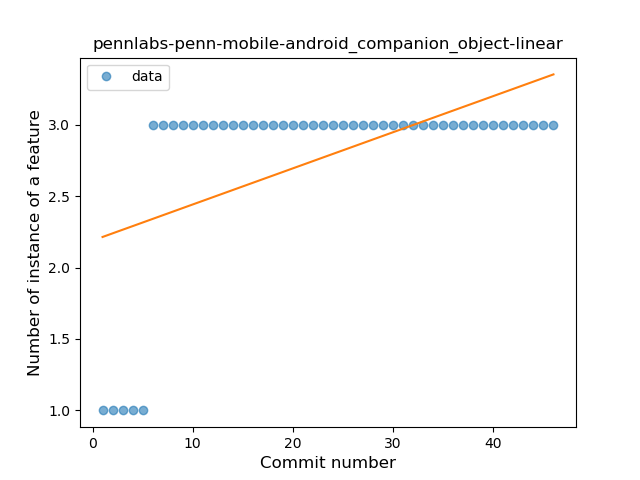 pennlabs-penn-mobile-android_companion_object-linear
data
Number of instance of a feature
3.0
2.5
2.0
1.5
1.0
0
10
20
30
40
Commit number